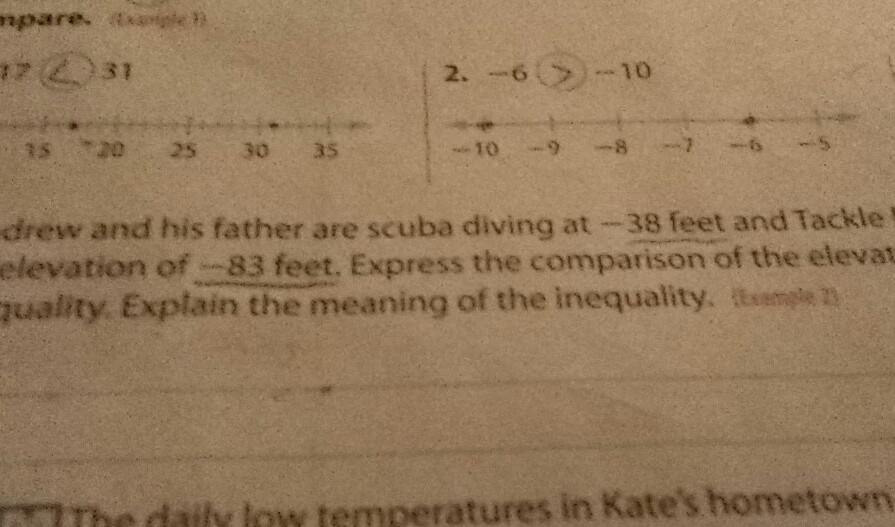 mpare. (Example 1)
17 < 31
2. -6 > -10
15 20 25 30 35
-10 -9 -8 -7 -6 -5
drew and his father are scuba diving at -38 feet and Tackle
elevation of -83 feet. Express the comparison of the elevat
quality. Explain the meaning of the inequality. (Example 2)
The daily low temperatures in Kate's hometown